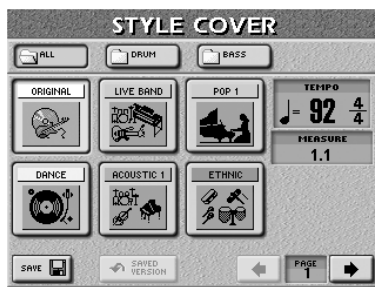 STYLE COVER
ALL DRUM BASS
ORIGINAL LIVE BAND POP 1
TEMPO
= 92 4/4
MEASURE
1.1
DANCE ACOUSTIC 1 ETHNIC
SAVE SAVED VERSION PAGE 1